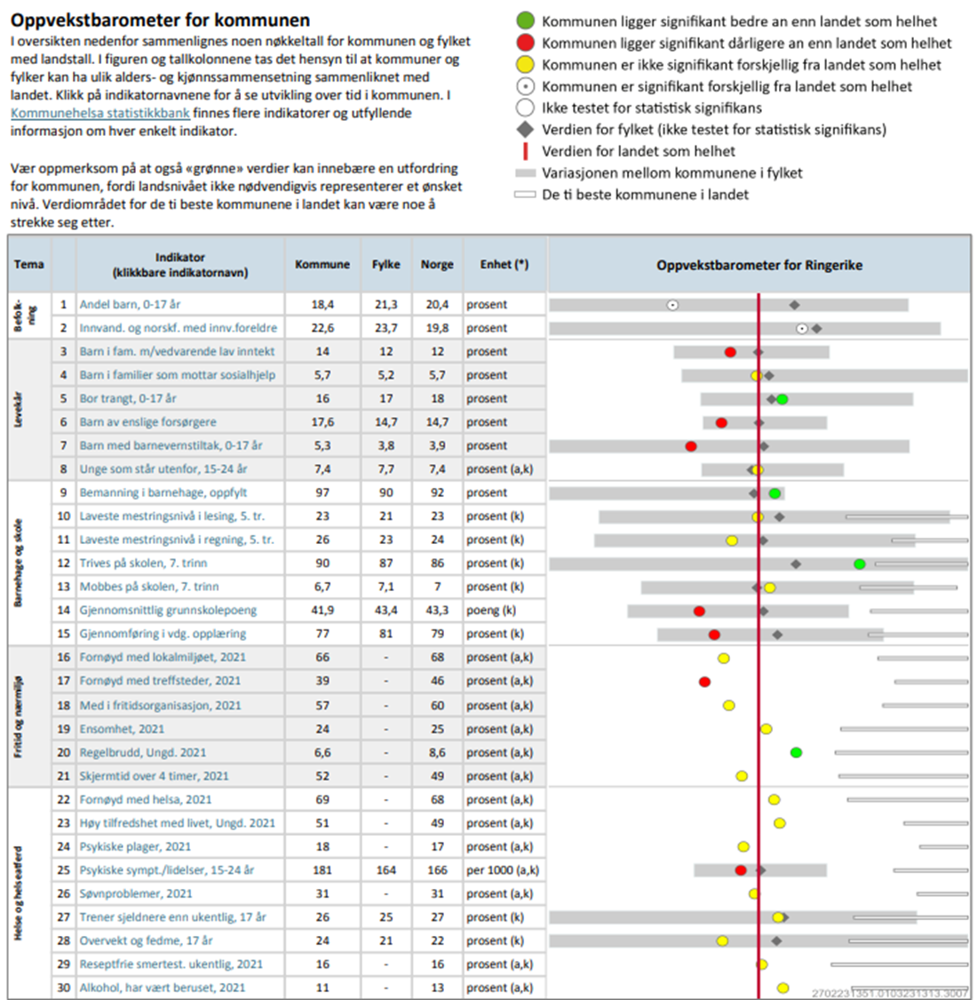 Oppvekstbarometer for kommunen
I oversikten nedenfor sammenlignes noen nøkkeltall for kommunen og fylket
med landstall. I figuren og tallkolonnene tas det hensyn til at kommuner og
fylker kan ha ulik alders- og kjønnssammensetning sammenliknet med
landet. Klikk på indikatornavnene for å se utvikling over tid i kommunen. I
Kommunehelsa statistikkbank finnes flere indikatorer og utfyllende
informasjon om hver enkelt indikator.
Vær oppmerksom på at også «grønne» verdier kan innebære en utfordring
for kommunen, fordi landsnivået ikke nødvendigvis representerer et ønsket
nivå. Verdiområdet for de ti beste kommunene i landet kan være noe å
strekke seg etter.
Kommunen ligger signifikant bedre an enn landet som helhet
Kommunen ligger signifikant dårligere an enn landet som helhet
Kommunen er ikke signifikant forskjellig fra landet som helhet
Kommunen er signifikant forskjellig fra landet som helhet
Ikke testet for statistisk signifikans
Verdien for fylket (ikke testet for statistisk signifikans)
Verdien for landet som helhet
Variasjonen mellom kommunene i fylket
De ti beste kommunene i landet
Tema Indikator (klikkbare indikatornavn) Kommune Fylke Norge Enhet (*) Oppvekstbarometer for Ringerike
Befolk-
ning
1 Andel barn, 0-17 år 18,4 21,3 20,4 prosent
2 Innvand. og norskf. med innv.foreldre 22,6 23,7 19,8 prosent
Levekår
3 Barn i fam. m/vedvarende lav inntekt 14 12 12 prosent
4 Barn i familier som mottar sosialhjelp 5,7 5,2 5,7 prosent
5 Bor trangt, 0-17 år 16 17 18 prosent
6 Barn av enslige forsørgere 17,6 14,7 14,7 prosent
7 Barn med barnevernstiltak, 0-17 år 5,3 3,8 3,9 prosent
8 Unge som står utenfor, 15-24 år 7,4 7,7 7,4 prosent (a,k)
Barnehage og skole
9 Bemanning i barnehage, oppfylt 97 90 92 prosent
10 Laveste mestringsnivå i lesing, 5. tr. 23 21 23 prosent (k)
11 Laveste mestringsnivå i regning, 5. tr. 26 23 24 prosent (k)
12 Trives på skolen, 7. trinn 90 87 86 prosent (k)
13 Mobbes på skolen, 7. trinn 6,7 7,1 7 prosent (k)
14 Gjennomsnittlig grunnskolepoeng 41,9 43,4 43,3 poeng (k)
15 Gjennomføring i vdg. opplæring 77 81 79 prosent (k)
Fritid og nærmiljø
16 Fornøyd med lokalmiljøet, 2021 66 - 68 prosent (a,k)
17 Fornøyd med treffsteder, 2021 39 - 46 prosent (a,k)
18 Med i fritidsorganisasjon, 2021 57 - 60 prosent (a,k)
19 Ensomhet, 2021 24 - 25 prosent (a,k)
20 Regelbrudd, Ungd. 2021 6,6 - 8,6 prosent (a,k)
21 Skjermtid over 4 timer, 2021 52 - 49 prosent (a,k)
Helse og helseatferd
22 Fornøyd med helsa, 2021 69 - 68 prosent (a,k)
23 Høy tilfredshet med livet, Ungd. 2021 51 - 49 prosent (a,k)
24 Psykiske plager, 2021 18 - 17 prosent (a,k)
25 Psykiske sympt./lidelser, 15-24 år 181 164 166 per 1000 (a,k)
26 Søvnproblemer, 2021 31 - 31 prosent (a,k)
27 Trener sjeldnere enn ukentlig, 17 år 26 25 27 prosent (k)
28 Overvekt og fedme, 17 år 24 21 22 prosent (k)
29 Reseptfrie smertest. ukentlig, 2021 16 - 16 prosent (a,k)
30 Alkohol, har vært beruset, 2021 11 - 13 prosent (a,k)
2702231351.0103231313.3007